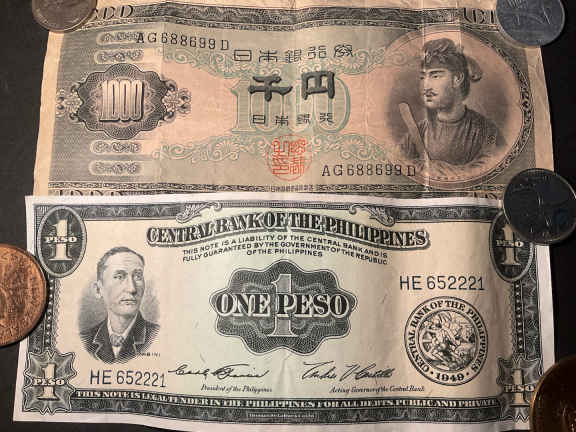 AG688699D
日本銀行券
1000
千円
日本銀行
AG688699D
1
PESO
CENTRAL BANK OF THE PHILIPPINES
1
PESO
THIS NOTE IS A LIABILITY OF THE CENTRAL BANK AND IS
FULLY GUARANTEED BY THE GOVERNMENT OF THE REPUBLIC
OF THE PHILIPPINES
HE 652221
ONE PESO
CENTRAL BANK OF THE PHILIPPINES
1949
HE 652221
President of the Philippines
Acting Governor of the Central Bank
PESO
PESO
THIS NOTE IS LEGAL TENDER IN THE PHILIPPINES FOR ALL DEBTS PUBLIC AND PRIVATE